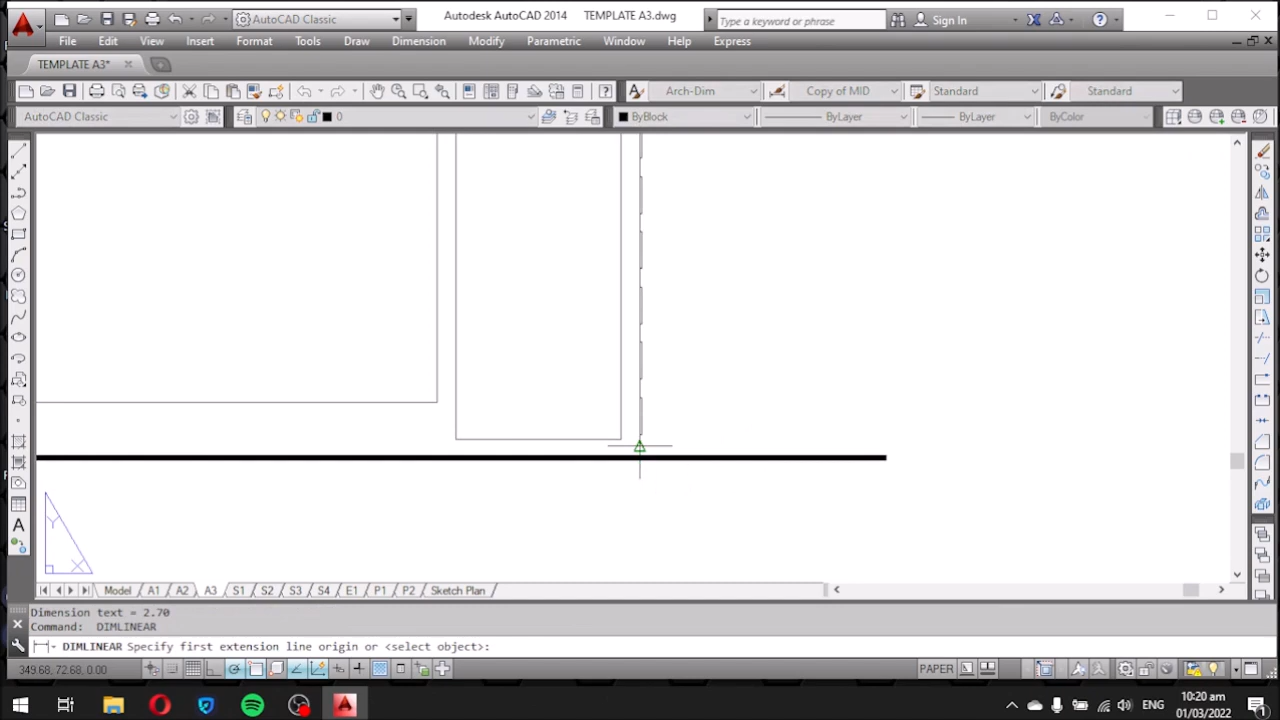 AutoCAD Classic
Autodesk AutoCAD 2014 TEMPLATE A3.dwg
Type a keyword or phrase
Sign In
File Edit View Insert Format Tools Draw Dimension Modify Parametric Window Help Express
TEMPLATE A3*
Arch-Dim
Copy of MID
Standard
Standard
AutoCAD Classic
0
ByBlock
ByLayer
ByLayer
ByColor
Y
X
Model A1 A2 A3 S1 S2 S3 S4 E1 P1 P2 Sketch Plan
Dimension text = 2.70
Command: DIMLINEAR
DIMLINEAR Specify first extension line origin or <select object>:
349.68, 72.68, 0.00
PAPER
ENG
10:20 am
01/03/2022
1